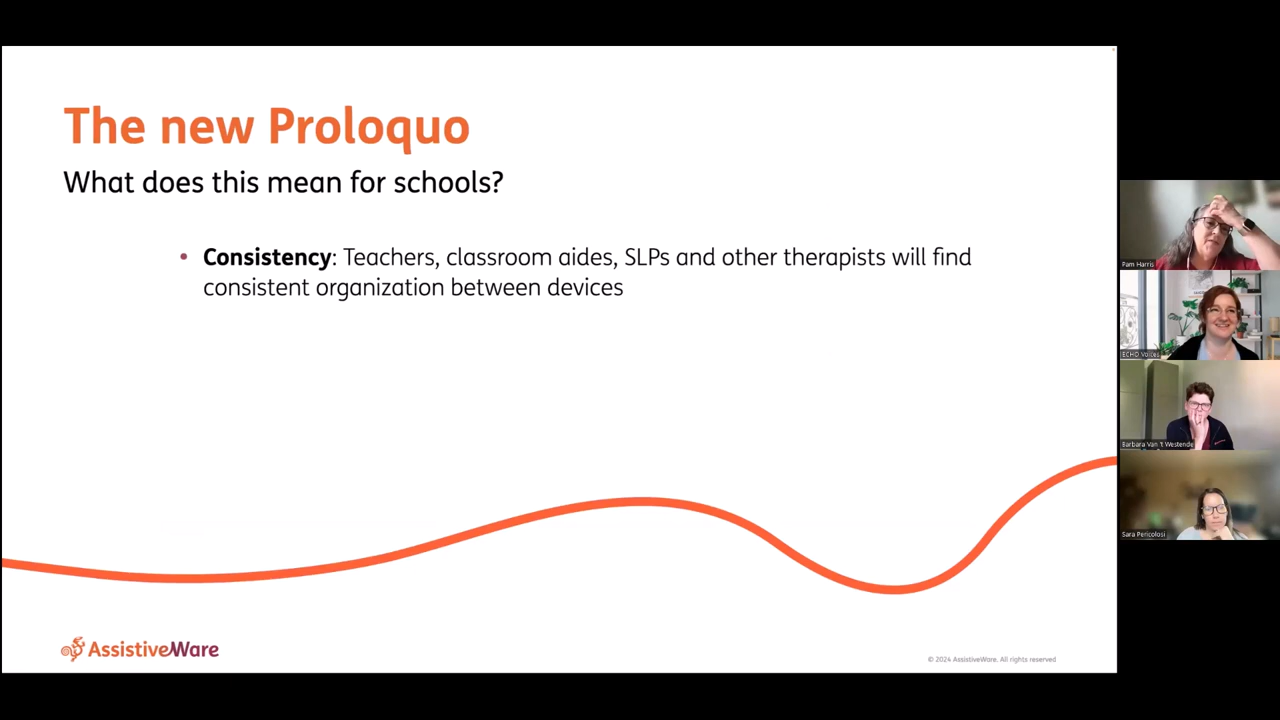 The new Proloquo
What does this mean for schools?
• Consistency: Teachers, classroom aides, SLPs and other therapists will find
consistent organization between devices
AssistiveWare
© 2024 AssistiveWare. All rights reserved
Pam Harris
ECHO Voices
Barbara Van 't Westende
Sara Pericolosi